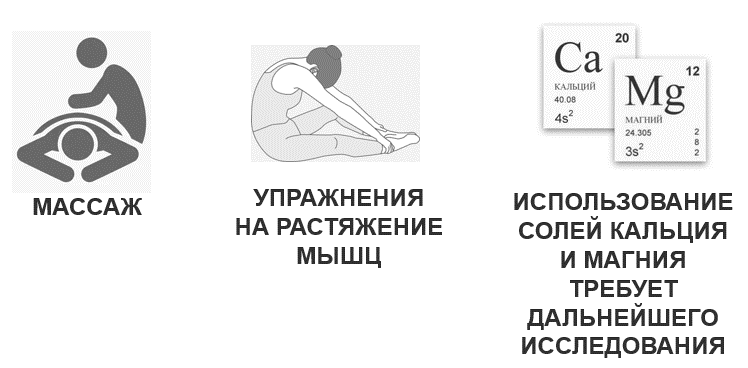 МАССАЖ
УПРАЖНЕНИЯ
НА РАСТЯЖЕНИЕ
МЫШЦ
20
Ca
КАЛЬЦИЙ
40.08
4s²
12
Mg
МАГНИЙ
24.305
3s²
2
8
2
ИСПОЛЬЗОВАНИЕ
СОЛЕЙ КАЛЬЦИЯ
И МАГНИЯ
ТРЕБУЕТ
ДАЛЬНЕЙШЕГО
ИССЛЕДОВАНИЯ